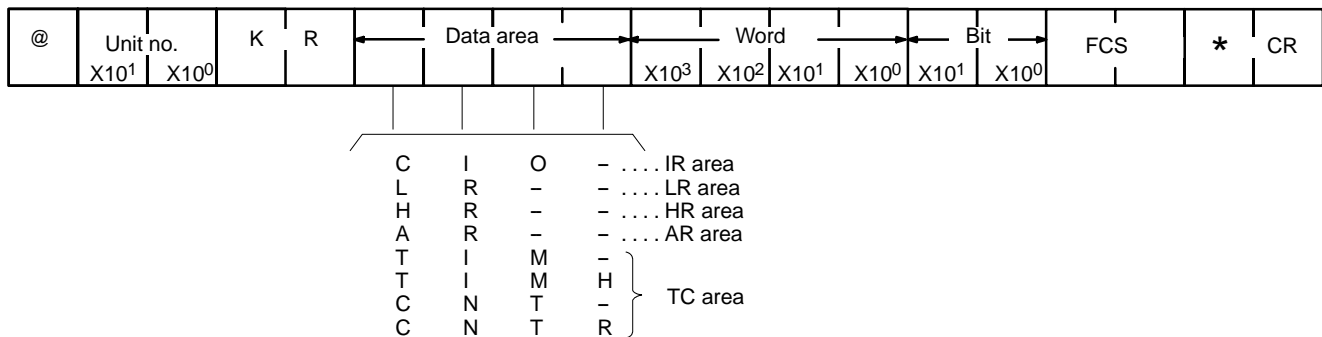 @ Unit no. K R Data area Word Bit FCS * CR
X10¹ X10⁰ X10³ X10² X10¹ X10⁰ X10¹ X10⁰
C I O – . . . . IR area
L R – – . . . . LR area
H R – – . . . . HR area
A R – – . . . . AR area
T I M –
T I M H
TC area
C N T –
C N T R